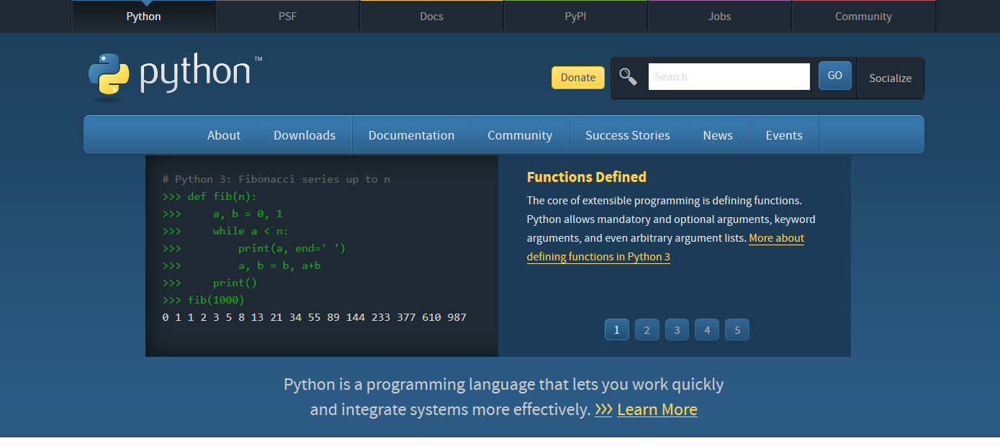 Python PSF Docs PyPI Jobs Community
python™
Donate Search GO Socialize
About Downloads Documentation Community Success Stories News Events
# Python 3: Fibonacci series up to n
>>> def fib(n):
>>>     a, b = 0, 1
>>>     while a < n:
>>>         print(a, end=' ')
>>>         a, b = b, a+b
>>>     print()
>>> fib(1000)
0 1 1 2 3 5 8 13 21 34 55 89 144 233 377 610 987
Functions Defined
The core of extensible programming is defining functions.
Python allows mandatory and optional arguments, keyword
arguments, and even arbitrary argument lists. More about
defining functions in Python 3
1 2 3 4 5
Python is a programming language that lets you work quickly
and integrate systems more effectively. >>> Learn More